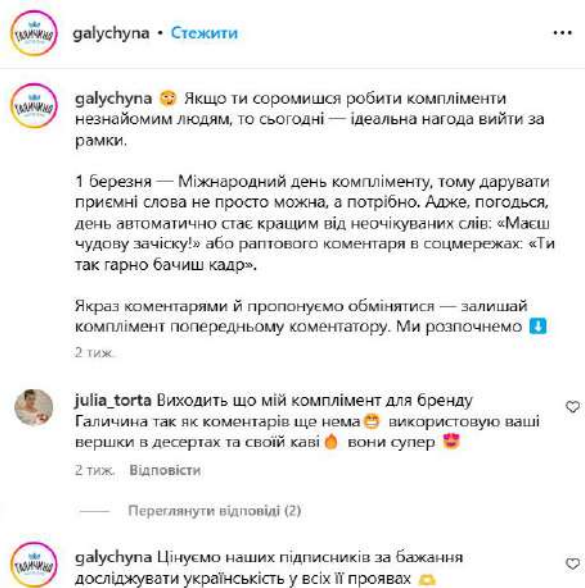 galychyna • Стежити
galychyna 😏 Якщо ти соромишся робити компліменти
незнайомим людям, то сьогодні — ідеальна нагода вийти за
рамки.
1 березня — Міжнародний день компліменту, тому дарувати
приємні слова не просто можна, а потрібно. Адже, погодься,
день автоматично стає кращим від неочікуваних слів: «Маєш
чудову зачіску!» або раптового коментаря в соцмережах: «Ти
так гарно бачиш кадр».
Якраз коментарями й пропонуємо обмінятися — залишай
комплімент попередньому коментатору. Ми розпочнемо ⬇️
2 тиж.
julia_torta Виходить що мій комплімент для бренду
Галичина так як коментарів ще нема😁 використовую ваші
вершки в десертах та своїй каві🔥 вони супер 😍
2 тиж. Відповісти
Переглянути відповіді (2)
galychyna Цінуємо наших підписників за бажання
досліджувати українськість у всіх її проявах 🫶